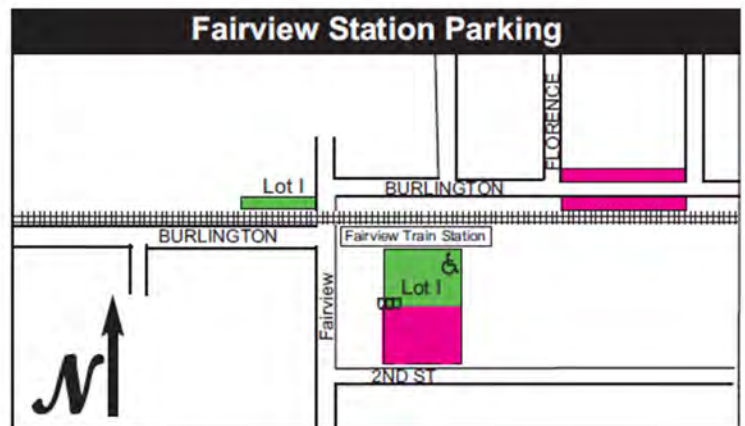 Fairview Station Parking
FLORENCE
Lot I
BURLINGTON
BURLINGTON
Fairview Train Station
Lot I
Fairview
2ND ST
N